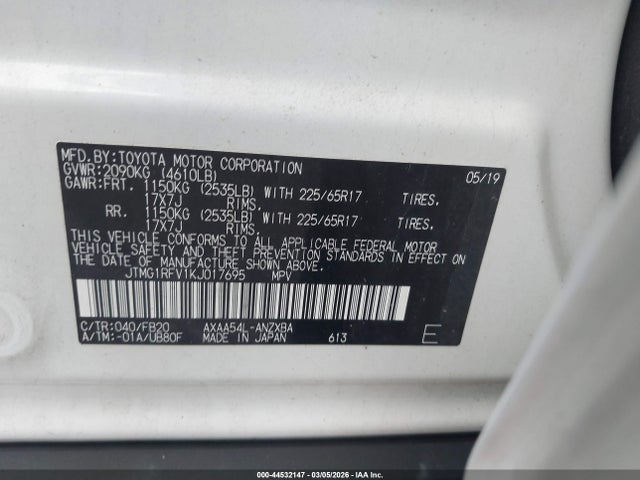 MFD.BY:TOYOTA MOTOR CORPORATION 05/19
GVWR:2090KG (4610LB)
GAWR:FRT. 1150KG (2535LB) WITH 225/65R17 TIRES.
17X7J RIMS.
RR. 1150KG (2535LB) WITH 225/65R17 TIRES.
17X7J RIMS.
THIS VEHICLE CONFORMS TO ALL APPLICABLE FEDERAL MOTOR
VEHICLE SAFETY AND THEFT PREVENTION STANDARDS IN EFFECT ON
THE DATE OF MANUFACTURE SHOWN ABOVE.
JTMG1RFV1KJ017695 MPV
C/TR:040/FB20 AXAA54L-ANZXBA
A/TM:-01A/UB80F MADE IN JAPAN 613 E
000-44532147 - 03/05/2026 - IAA Inc.